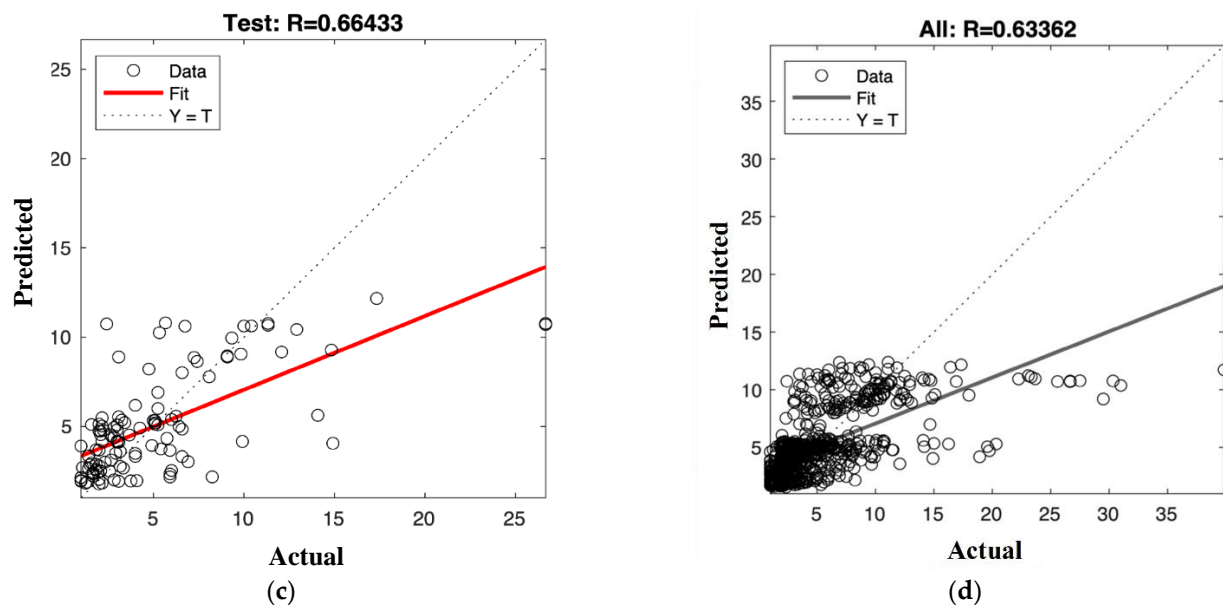 Test: R=0.66433
Data
Fit
Y = T
25
20
15
10
5
5 10 15 20 25
Predicted
Actual
(c)
All: R=0.63362
Data
Fit
Y = T
35
30
25
20
15
10
5
5 10 15 20 25 30 35
Predicted
Actual
(d)